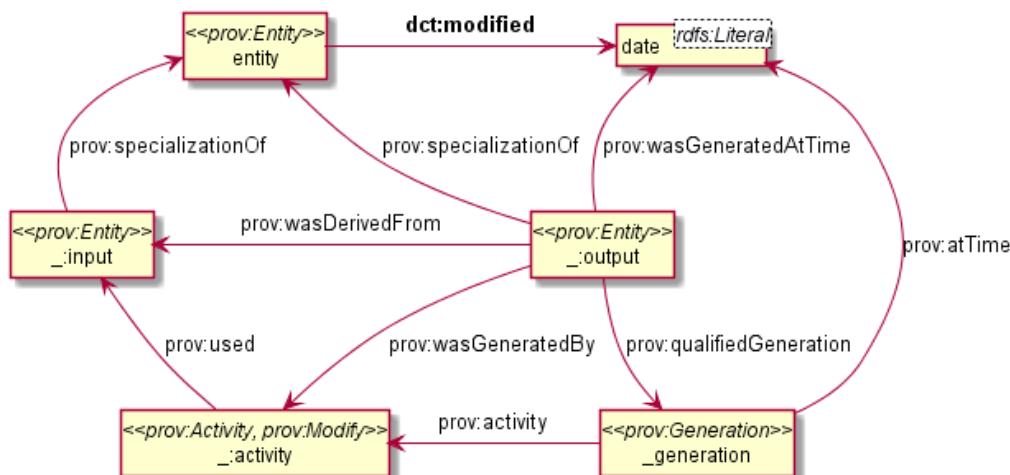 <<prov:Entity>>
entity
dct:modified
date
rdfs:Literal
prov:specializationOf
prov:specializationOf
prov:wasGeneratedAtTime
<<prov:Entity>>
_:input
prov:wasDerivedFrom
<<prov:Entity>>
_:output
prov:atTime
prov:used
prov:wasGeneratedBy
prov:qualifiedGeneration
<<prov:Activity, prov:Modify>>
_:activity
prov:activity
<<prov:Generation>>
_generation